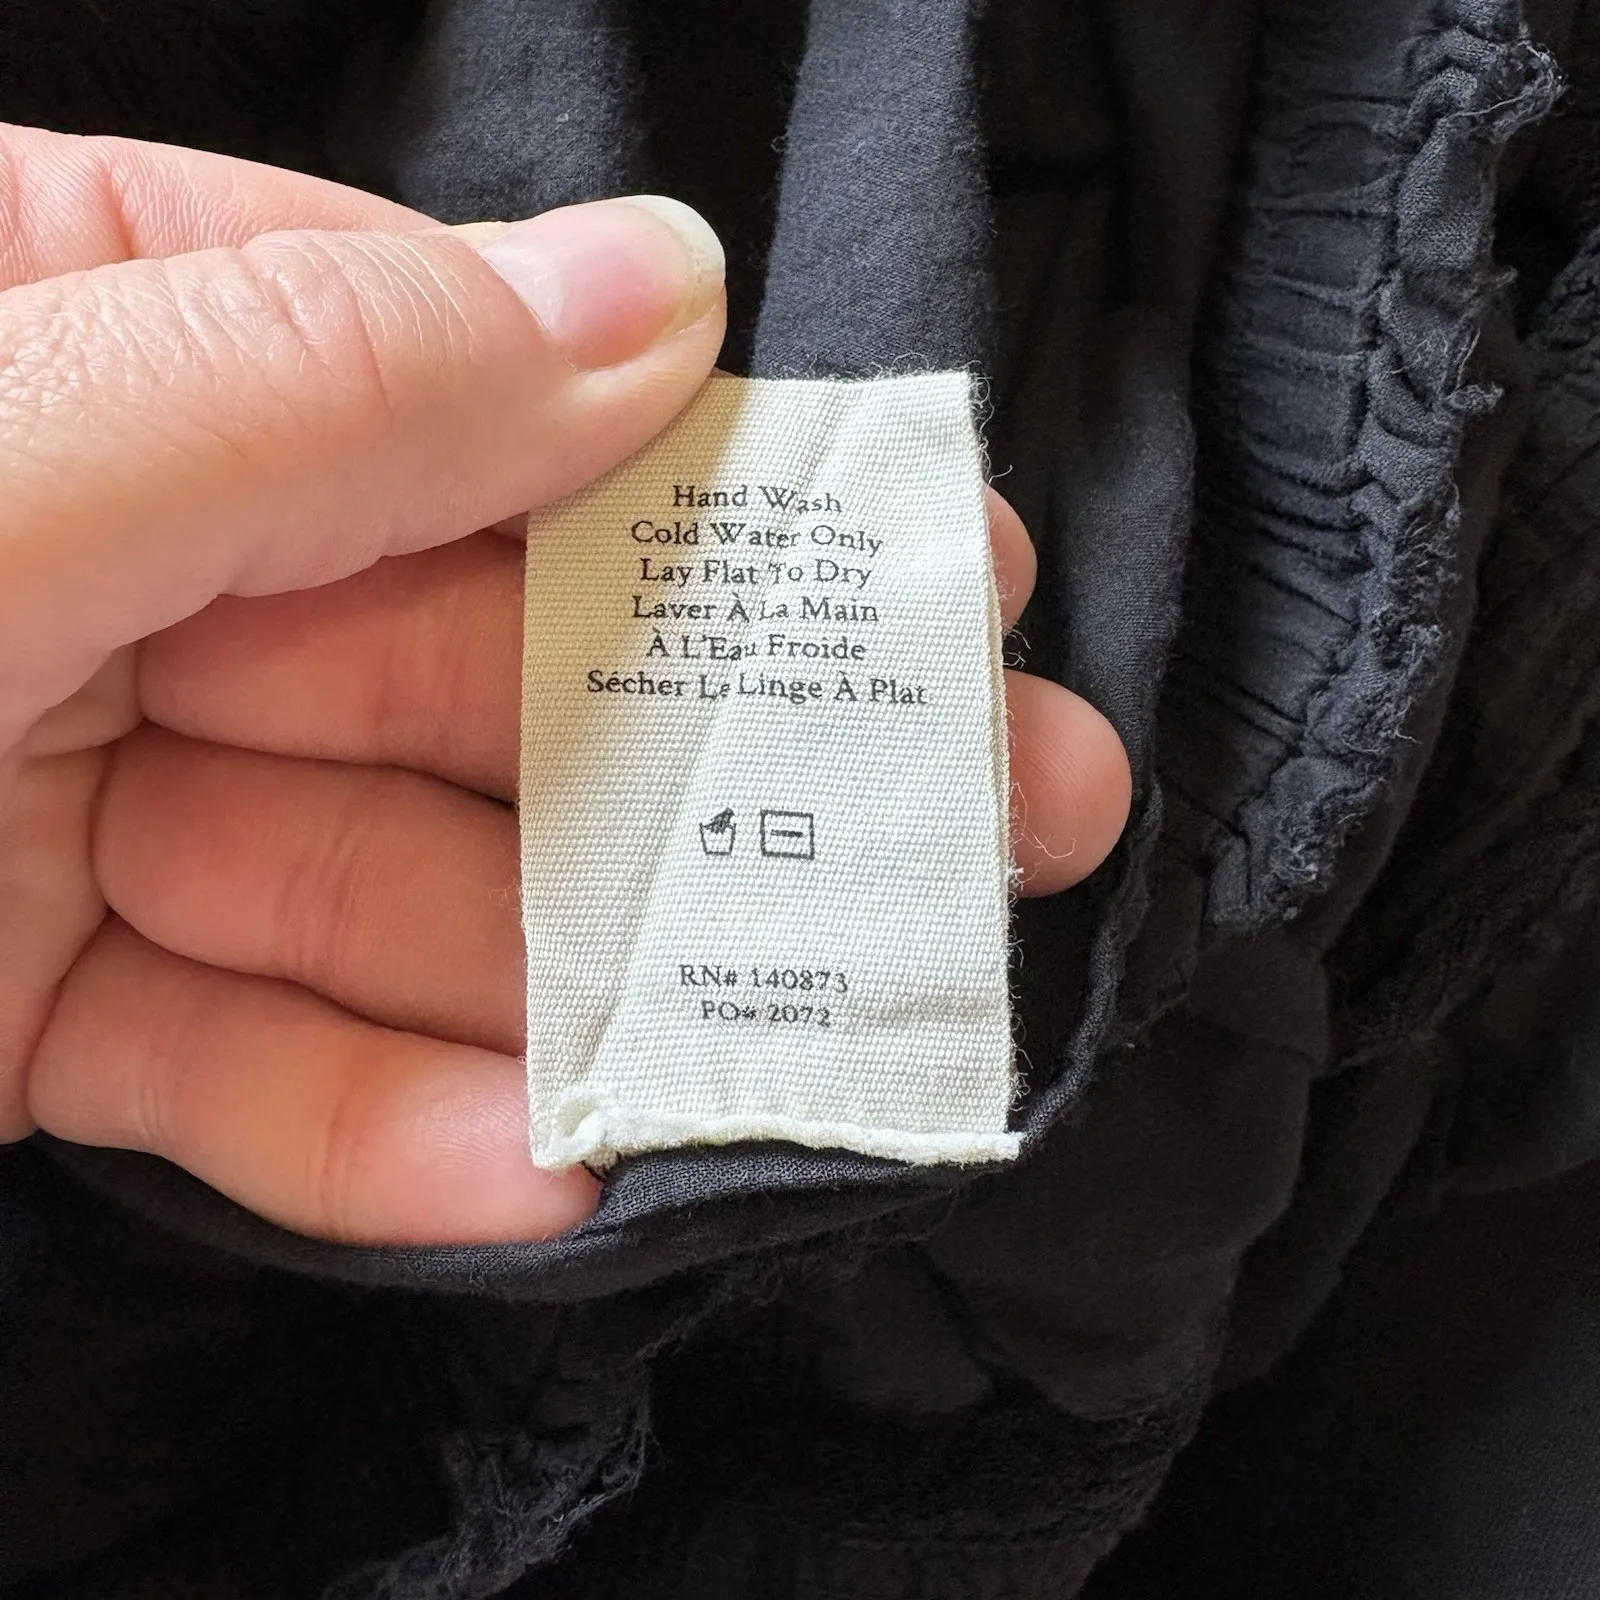 Hand Wash
Cold Water Only
Lay Flat To Dry
Laver À La Main
À L'Eau Froide
Sécher Le Linge À Plat
RN# 140873
PO# 2072